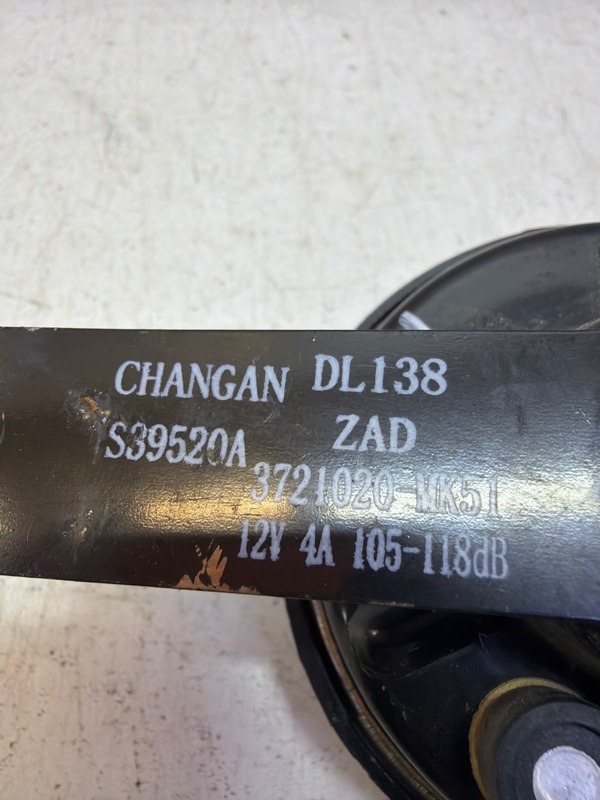 CHANGAN DL138
S39520A ZAD
3721020 MK51
12V 4A 105-118dB